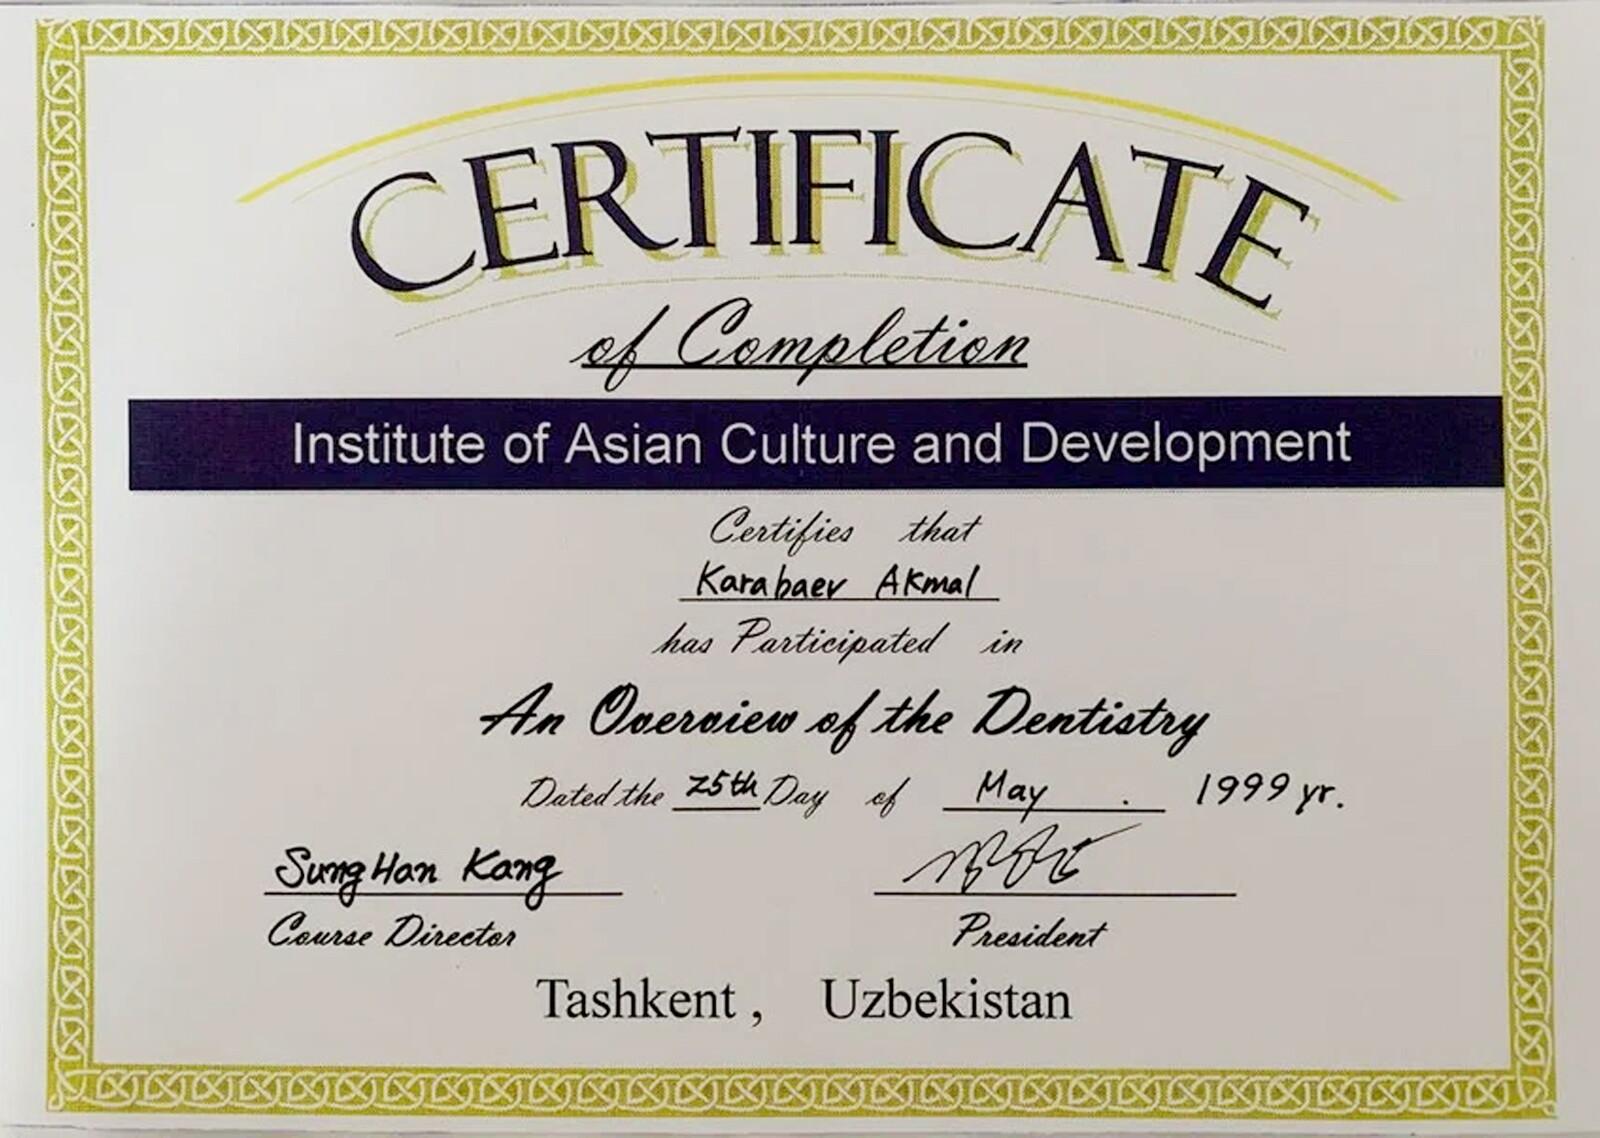 CERTIFICATE
of Completion
Institute of Asian Culture and Development
Certifies that
Karabaev Akmal
has Participated in
An Overview of the Dentistry
Dated the 25th Day of May . 1999 yr.
SungHan Kang
Course Director President
Tashkent , Uzbekistan